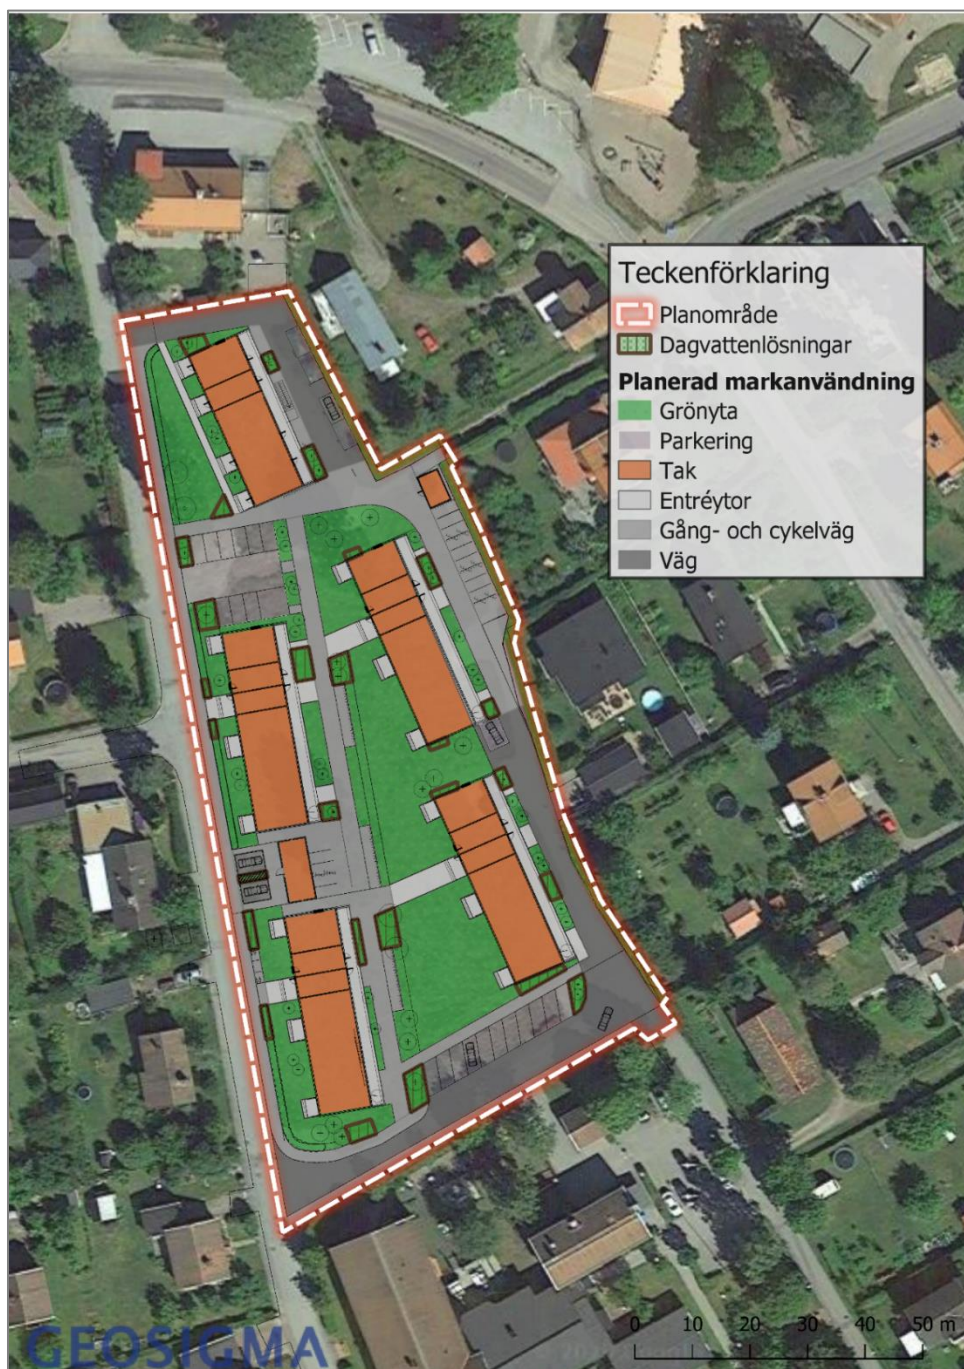 Teckenförklaring
Planområde
Dagvattenlösningar
Planerad markanvändning
Grönyta
Parkering
Tak
Entréytor
Gång- och cykelväg
Väg
0 10 20 30 40 50 m
GEOSIGMA